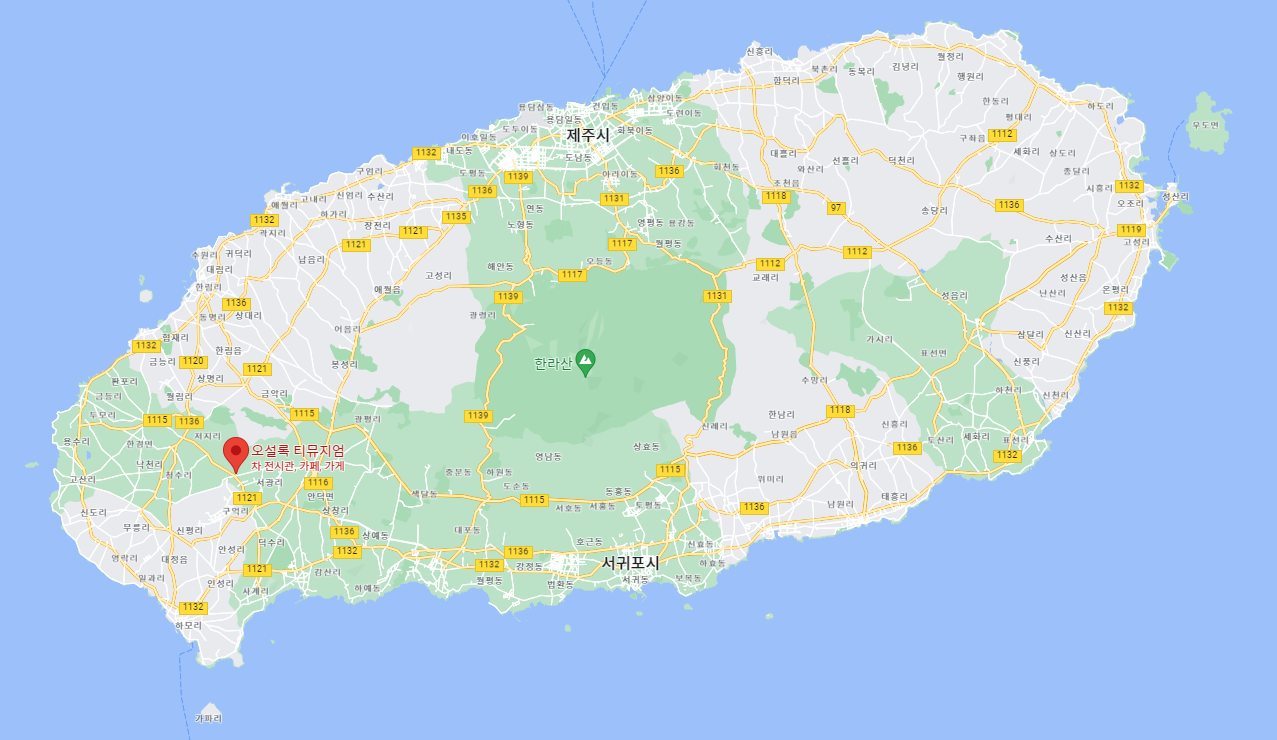 신흥리
월정리
북촌리
동복리
김녕리
행원리
함덕리
삼양이동
용담삼동
건입동
한동리
하도리
도련이동
용담일동
평대리
우도면
도두이동
제주시
화북이동
이호일동
구좌읍
1112
1132
내도동
도남동
대흘리
세화리
상도리
선흘리
덕천리
구엄리
도평동
1139
아라이동
1136
화천동
와산리
종달리
1136
조천읍
시흥리
1132
고내리
신엄리
수산리
1131
1118
성산리
애월리
하가리
1135
연동
97
송당리
1136
오조리
1132
곽지리
장전리
1121
노형동
영평동
용강동
1119
1121
1117
월평동
1112
수산리
고성리
수원리
귀덕리
남읍리
오등동
대림리
고성리
해안동
1117
1112
교래리
성산읍
한림리
애월읍
1139
1131
성읍리
난산리
온평리
1136
1132
동명리
상대리
광령리
어음리
가시리
삼달리
신산리
1132
협재리
한림읍
표선면
금능리
1120
봉성리
한라산
신풍리
1121
판포리
상명리
수망리
금등리
월림리
금악리
하천리
신천리
두모리
1115
1136
1115
광평리
1139
한남리
1118
신흥리
용수리
한경면
저지리
신례리
남원읍
토산리
세화리
표선리
오설록 티뮤지엄
상효동
1136
1132
차 전시관, 카페, 가게
낙천리
청수리
영남동
1115
의귀리
고산리
서광리
1116
중문동
하원동
위미리
1121
안덕면
색달동
도순동
1115
동홍동
태흥리
신도리
구억리
상창리
서호동
서홍동
토평동
1136
남원리
무릉리
신평리
1136
상예동
대포동
안성리
덕수리
1132
1136
호근동
신효동
영락리
대정읍
1132
강정동
서귀포시
하효동
일과리
인성리
1121
감산리
하예동
월평동
법환동
서귀동
보목동
사계리
1132
하모리
가파리